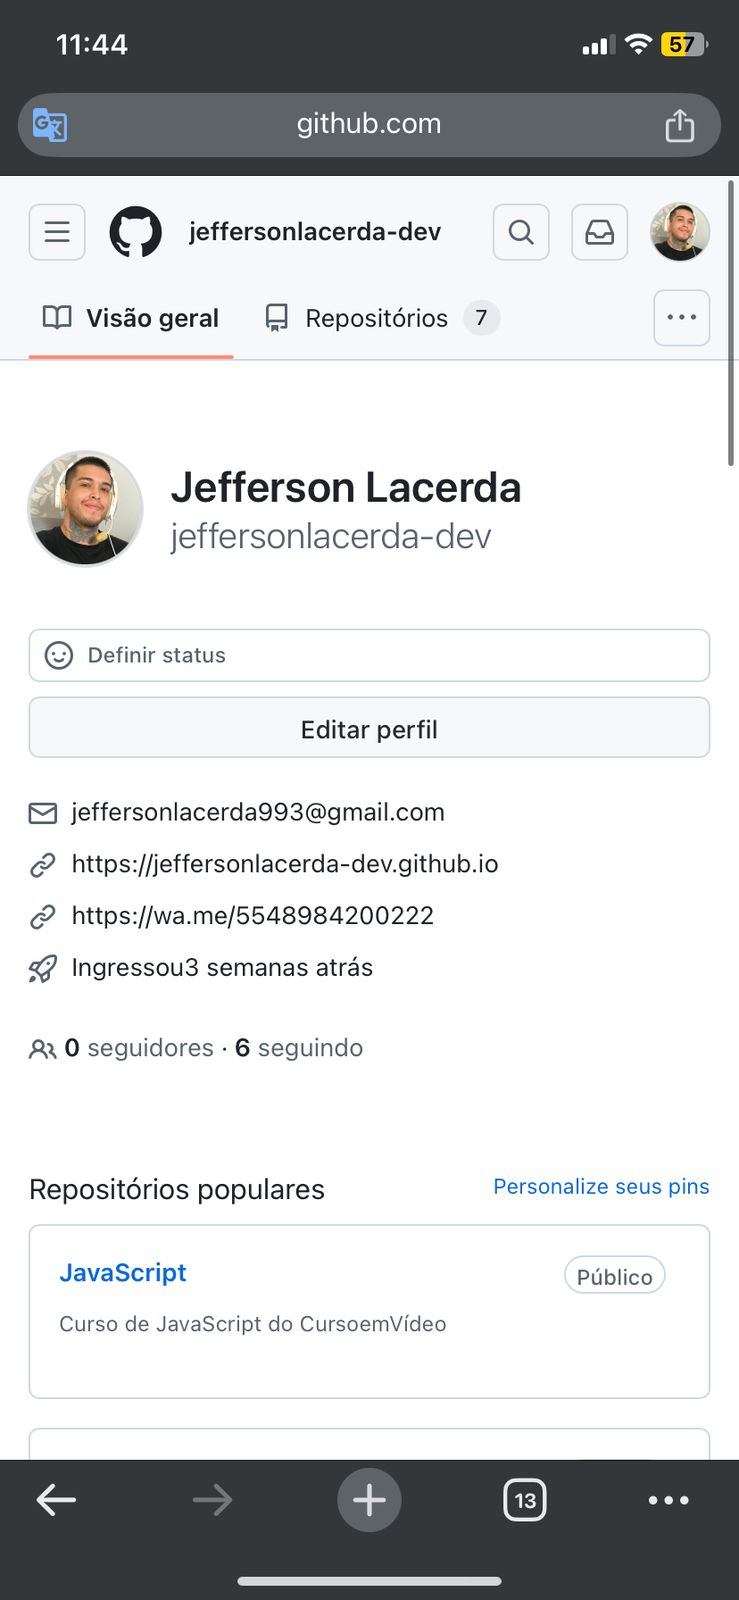 11:44
57
github.com
jeffersonlacerda-dev
Visão geral
Repositórios 7
Jefferson Lacerda
jeffersonlacerda-dev
Definir status
Editar perfil
jeffersonlacerda993@gmail.com
https://jeffersonlacerda-dev.github.io
https://wa.me/5548984200222
Ingressou3 semanas atrás
0 seguidores · 6 seguindo
Repositórios populares
Personalize seus pins
JavaScript
Público
Curso de JavaScript do CursoemVídeo
13